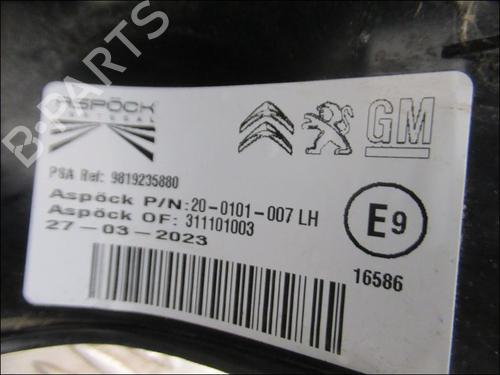 B-PARTS
ASPÖCK
PORTUGAL
GM
PSA Ref: 9819235880
Aspöck P/N:20-0101-007 LH
Aspöck OF: 311101003
27-03-2023
E9
16586